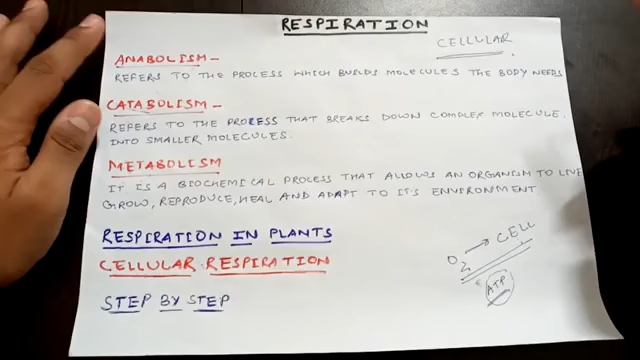 RESPIRATION
CELLULAR
ANABOLISM -
REFERS TO THE PROCESS WHICH BUILDS MOLECULES THE BODY NEEDS
CATABOLISM -
REFERS TO THE PROCESS THAT BREAKS DOWN COMPLEX MOLECULE
INTO SMALLER MOLECULES.
METABOLISM
IT IS A BIOCHEMICAL PROCESS THAT ALLOWS AN ORGANISM TO LIVE
GROW, REPRODUCE, HEAL AND ADAPT TO IT'S ENVIRONMENT
RESPIRATION IN PLANTS
CELLULAR RESPIRATION
O2 → CELL
ATP
STEP BY STEP